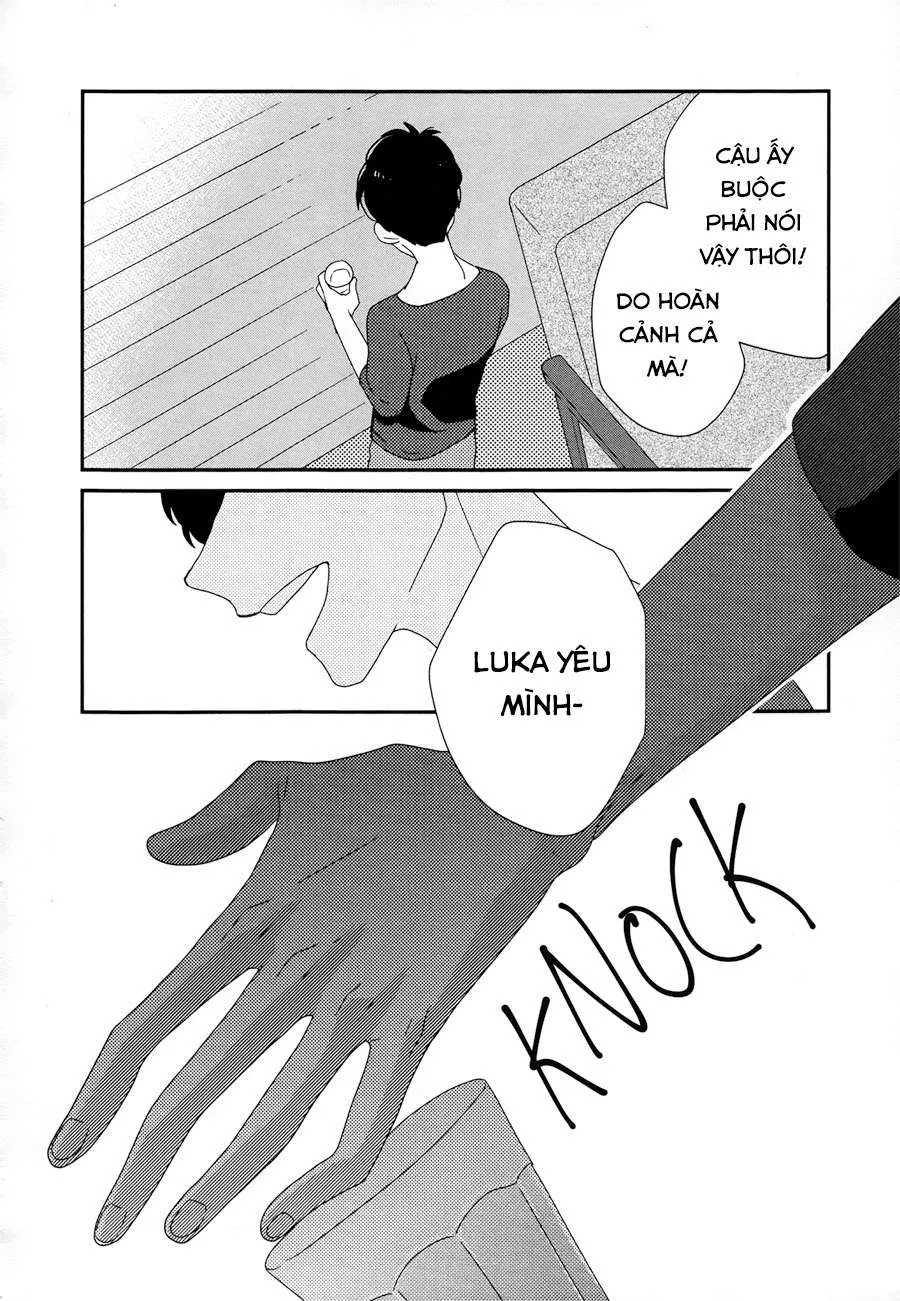 CẬU ẤY
BUỘC
PHẢI NÓI
VẬY THÔI!
DO HOÀN
CẢNH CẢ
MÀ!
LUKA YÊU
MÌNH-
KNOCK